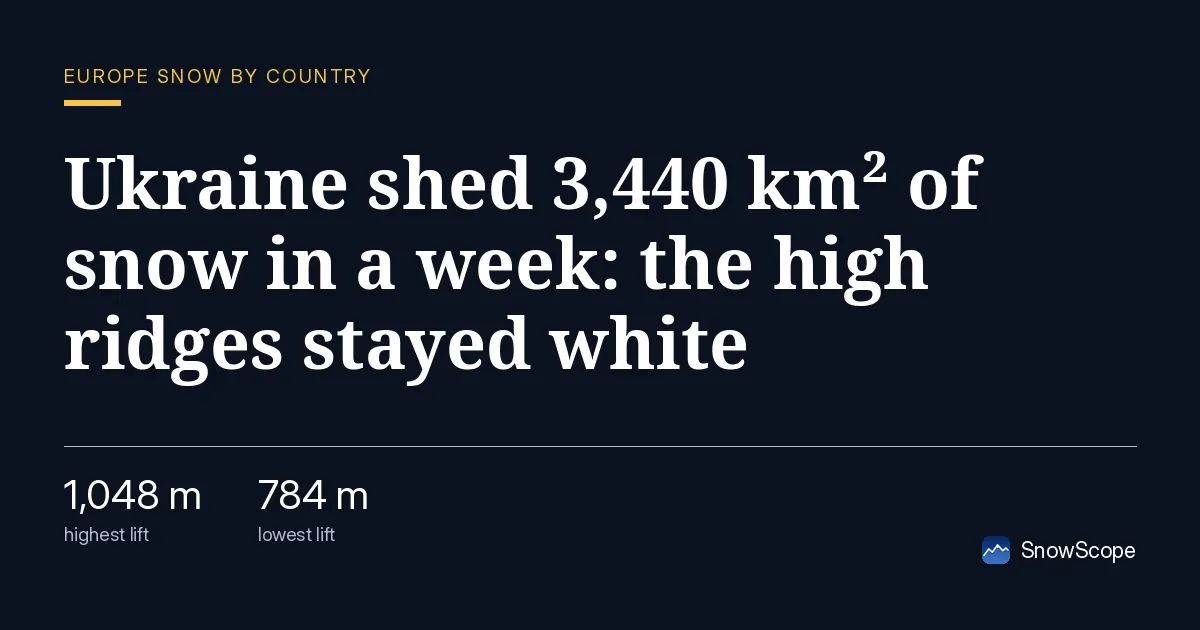 EUROPE SNOW BY COUNTRY
Ukraine shed 3,440 km² of
snow in a week: the high
ridges stayed white
1,048 m 784 m
highest lift lowest lift
SnowScope